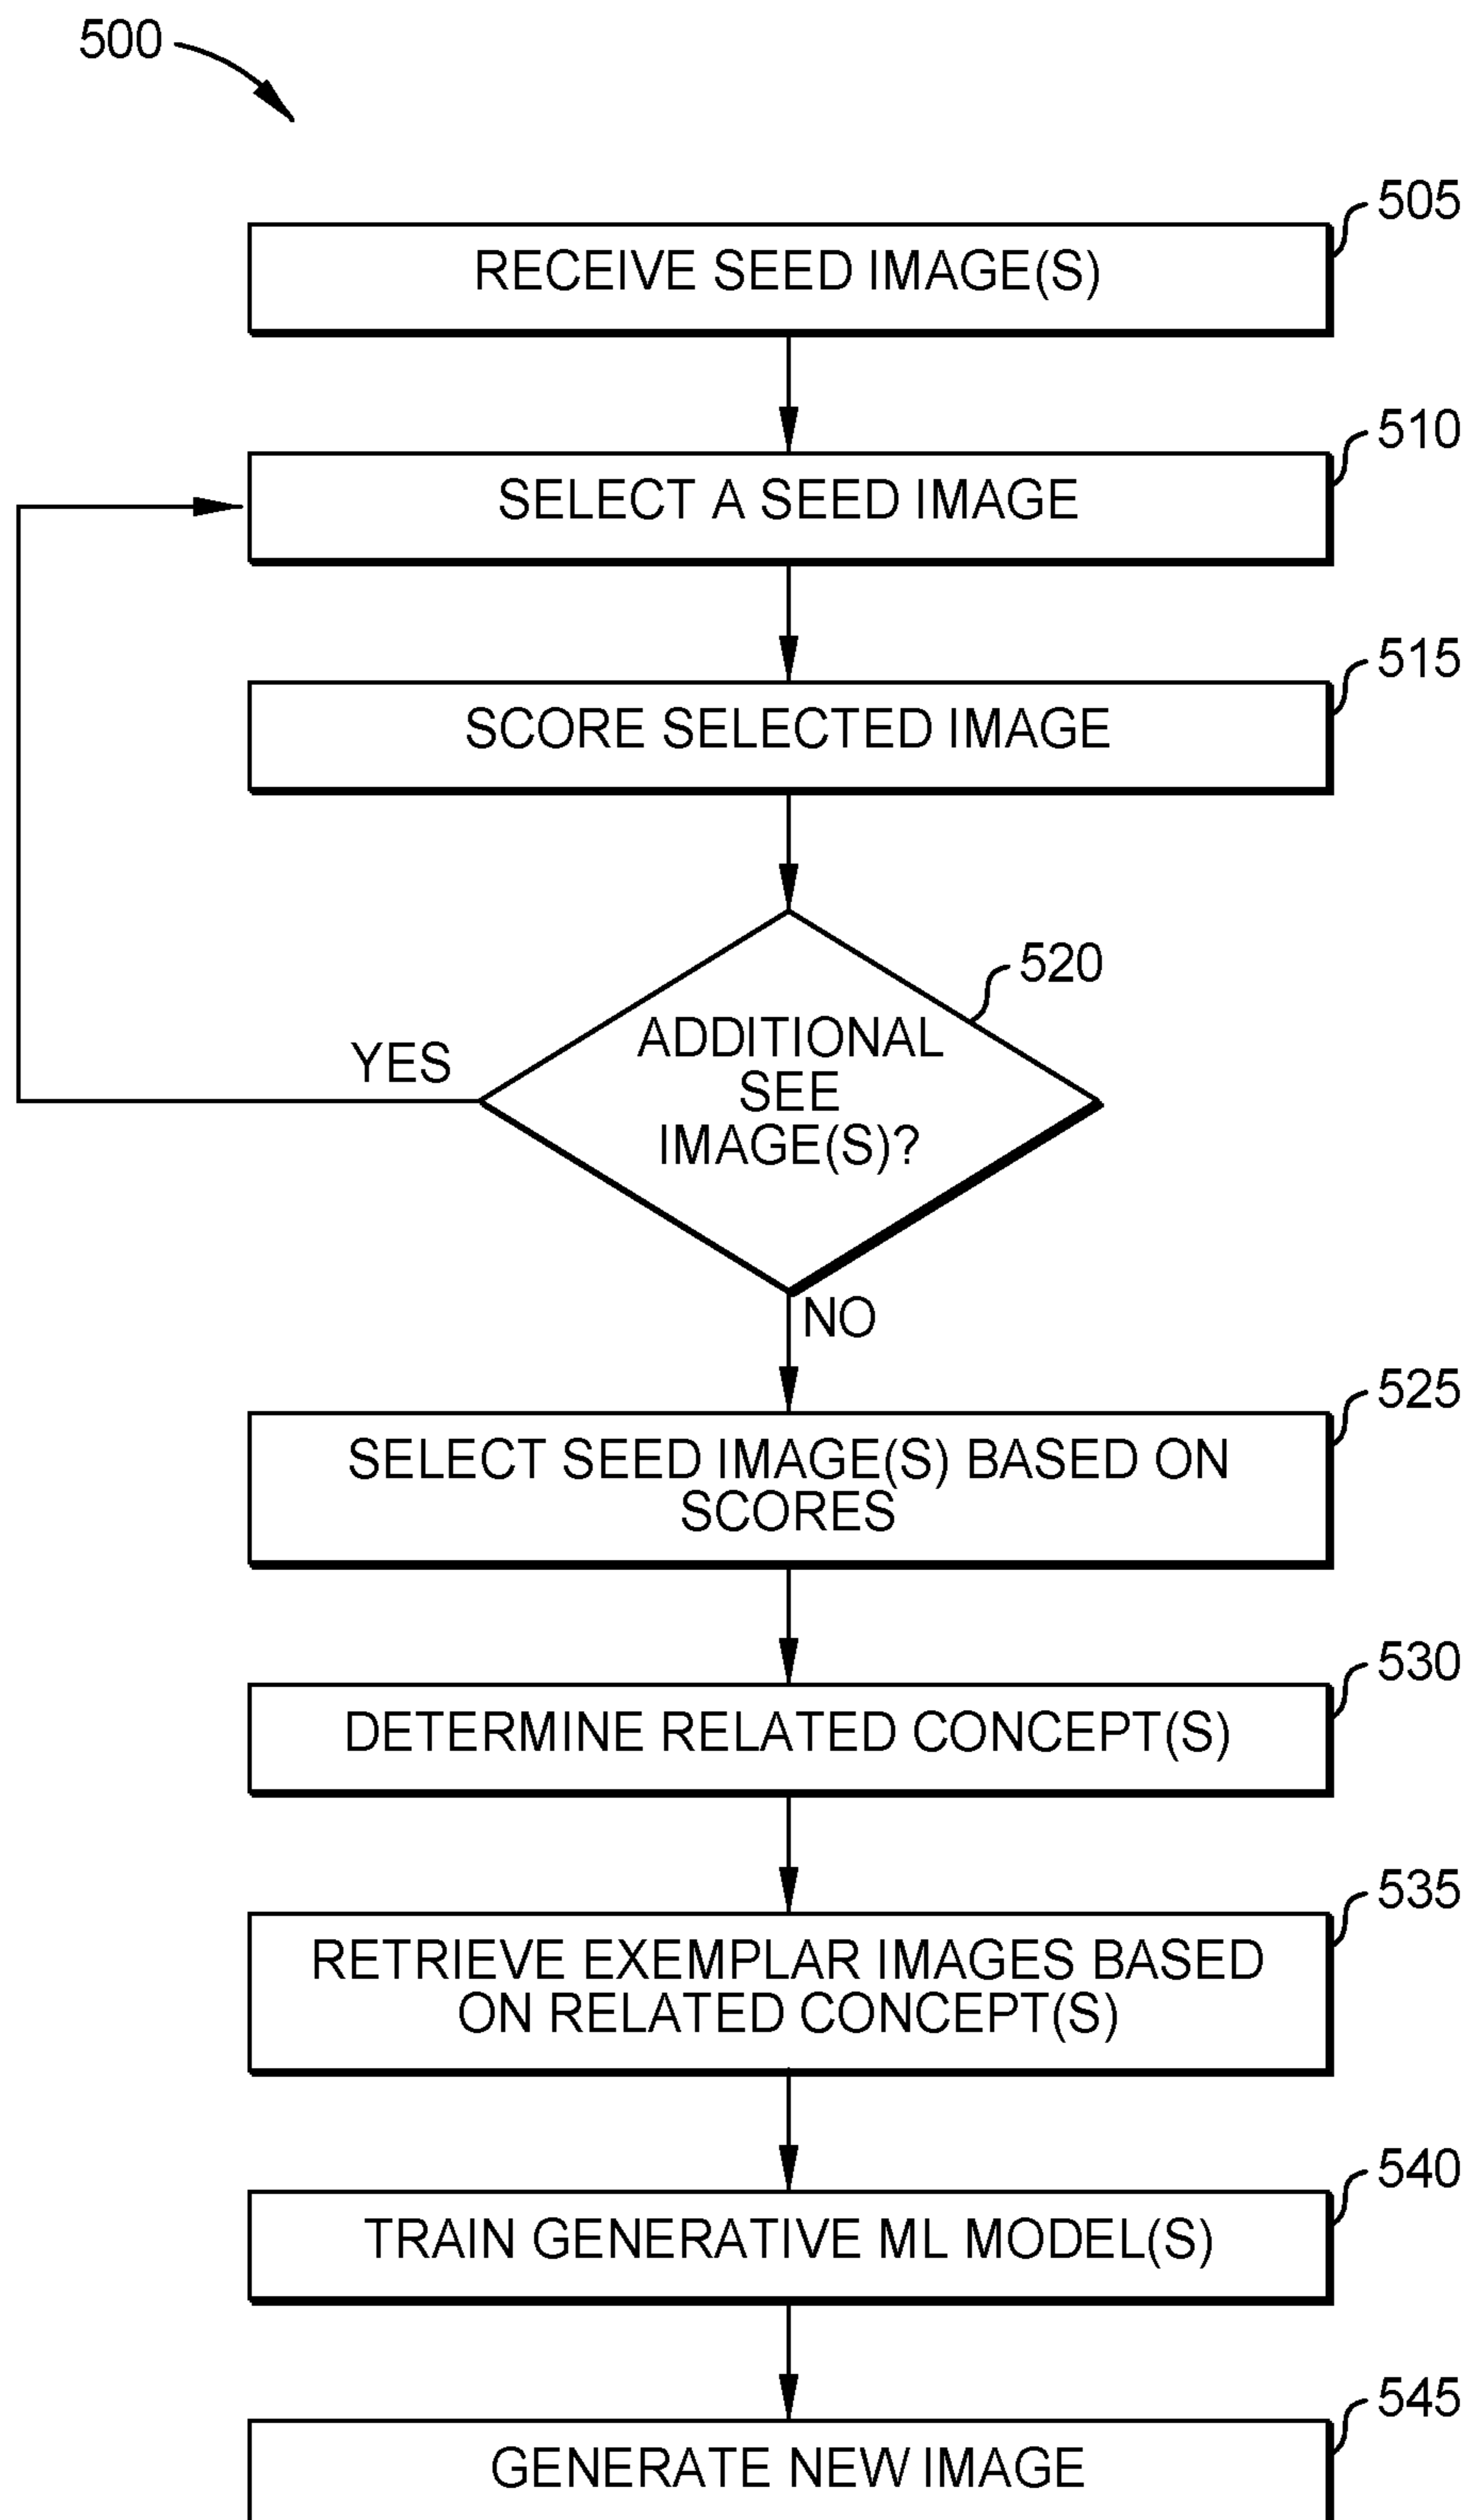 500
505
RECEIVE SEED IMAGE(S)
510
SELECT A SEED IMAGE
515
SCORE SELECTED IMAGE
520
ADDITIONAL
SEE
IMAGE(S)?
YES
NO
525
SELECT SEED IMAGE(S) BASED ON
SCORES
530
DETERMINE RELATED CONCEPT(S)
535
RETRIEVE EXEMPLAR IMAGES BASED
ON RELATED CONCEPT(S)
540
TRAIN GENERATIVE ML MODEL(S)
545
GENERATE NEW IMAGE